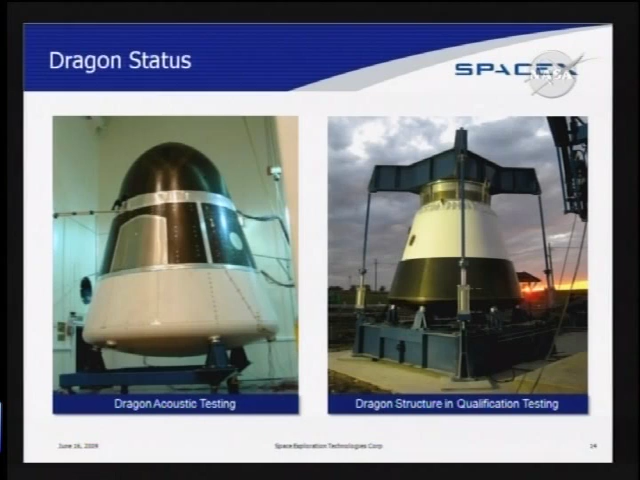 Dragon Status
SPACEX
NASA
Dragon Acoustic Testing
Dragon Structure in Qualification Testing
June 16, 2009
Space Exploration Technologies Corp
14